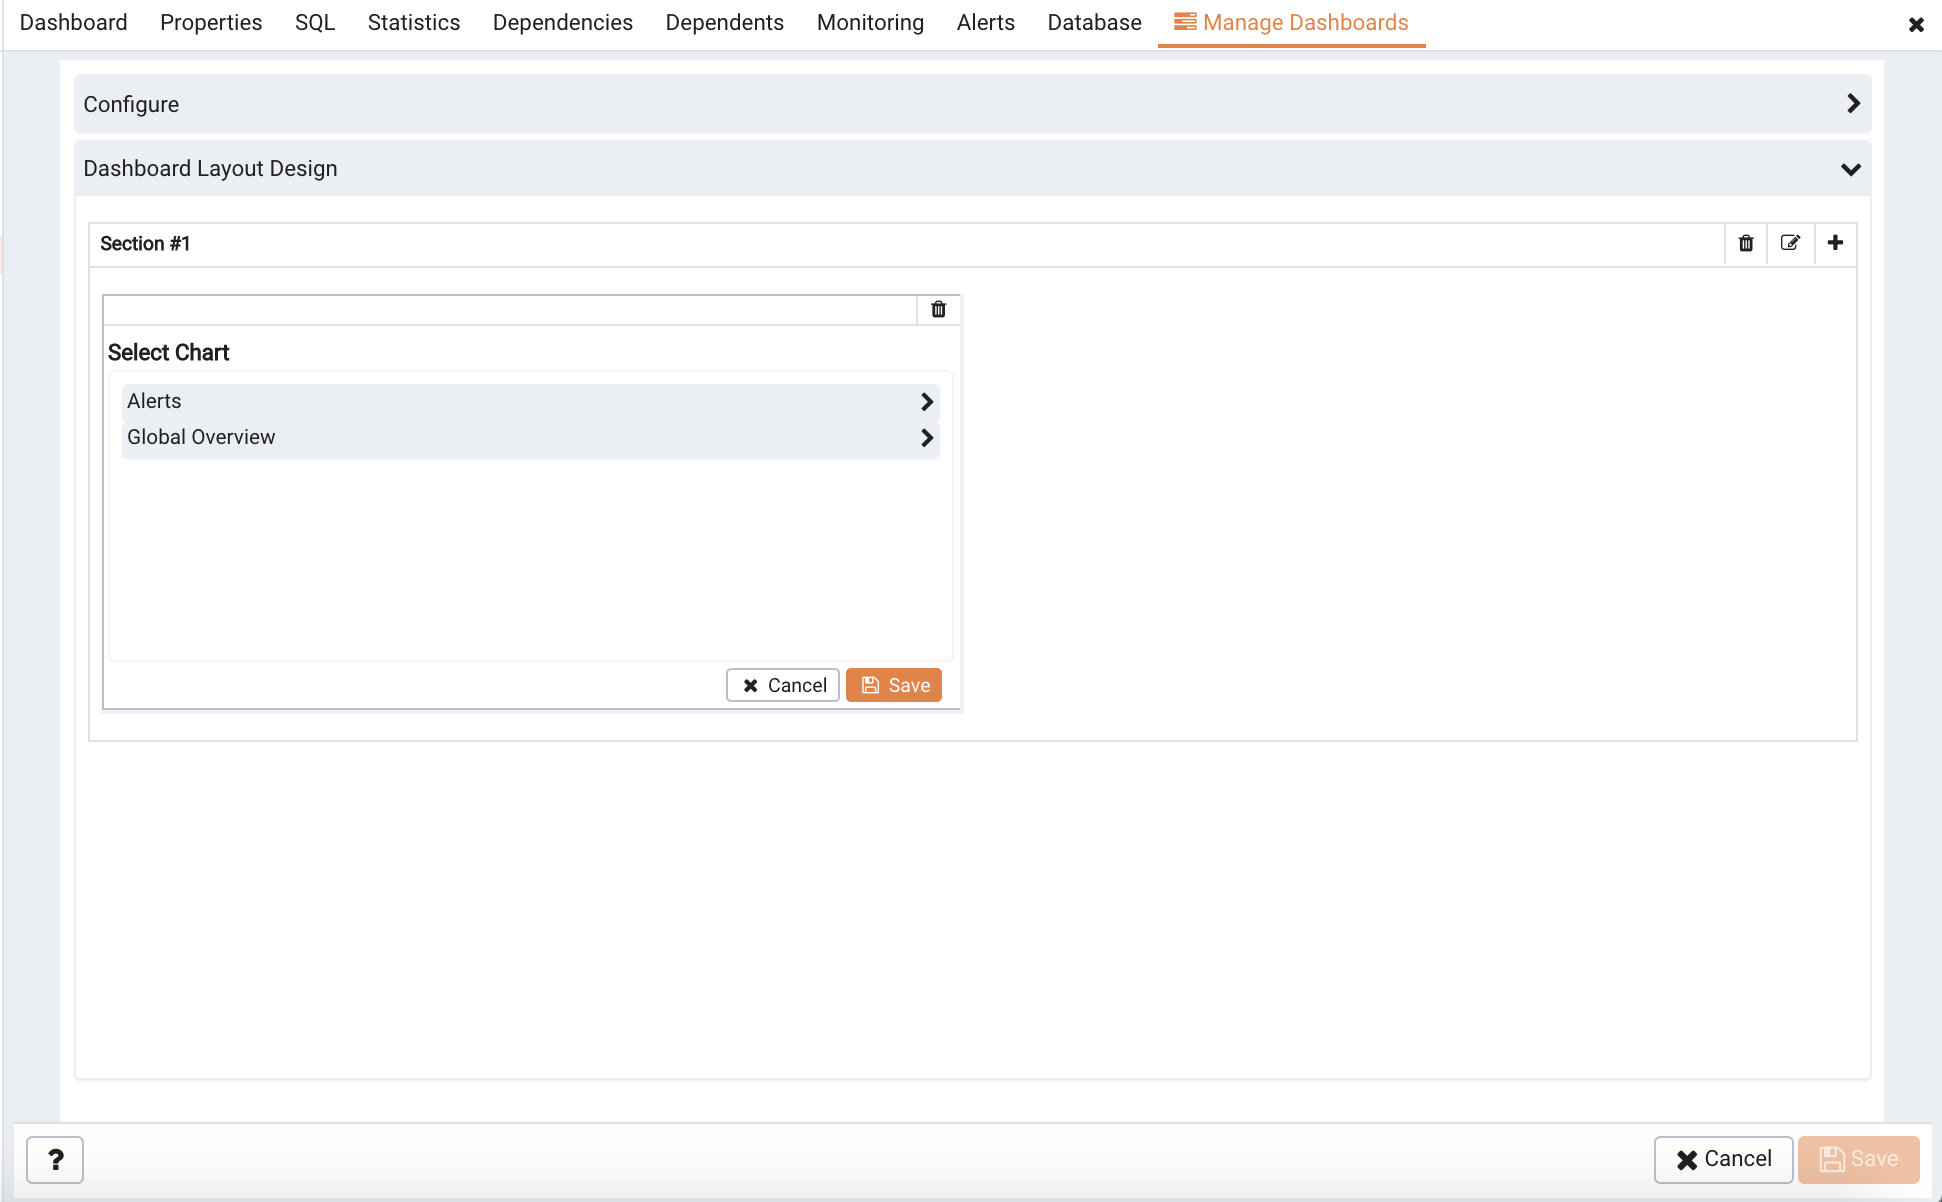 Dashboard Properties SQL Statistics Dependencies Dependents Monitoring Alerts Database Manage Dashboards
Configure
Dashboard Layout Design
Section #1
Select Chart
Alerts
Global Overview
Cancel Save
? Cancel Save